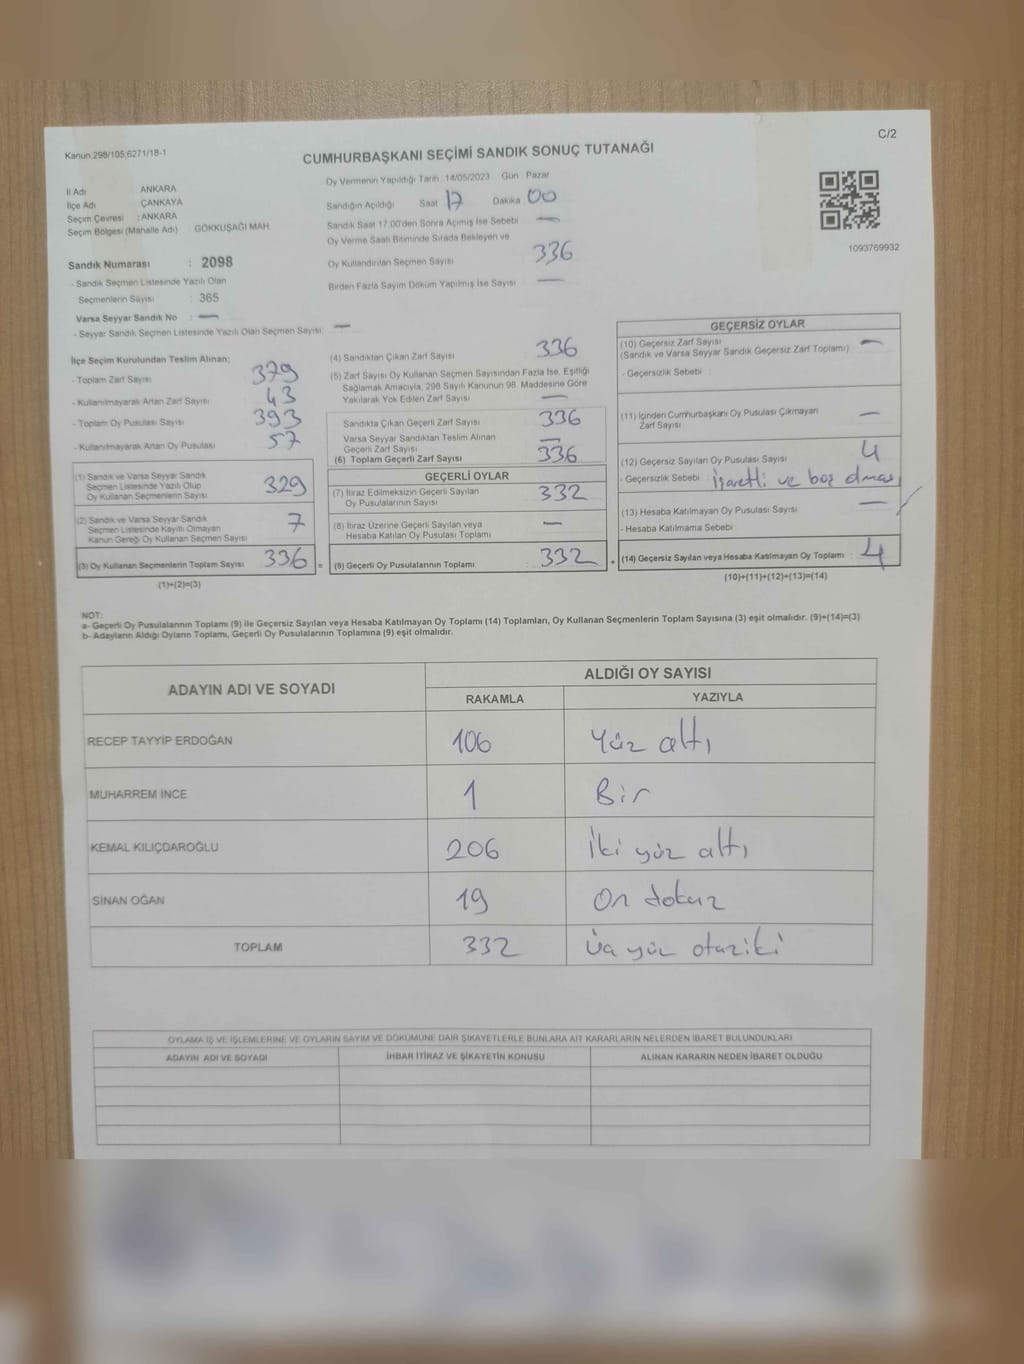 C/2
Kanun:298/105;6271/18-1
CUMHURBAŞKANI SEÇİMİ SANDIK SONUÇ TUTANAĞI
İl Adı ANKARA
İlçe Adı ÇANKAYA
Seçim Çevresi : ANKARA
Seçim Bölgesi (Mahalle Adı) GÖKKUŞAĞI MAH
Oy Vermenin Yapıldığı Tarih : 14/05/2023 Gün : Pazar
Sandığın Açıldığı Saat 17 Dakika 00
Sandık Saat 17:00'den Sonra Açımış İse Sebebi —
Oy Verme Saati Bitiminde Sırada Bekleyen ve
Oy Kullandırılan Seçmen Sayısı 336
Birden Fazla Sayım Döküm Yapılmış İse Sayısı —
1093769932
Sandık Numarası : 2098
- Sandık Seçmen Listesinde Yazılı Olan
Seçmenlerin Sayısı : 365
Varsa Seyyar Sandık No : —
- Seyyar Sandık Seçmen Listesinde Yazılı Olan Seçmen Sayısı: —
İlçe Seçim Kurulundan Teslim Alınan;
- Toplam Zarf Sayısı 379
- Kullanılmayarak Artan Zarf Sayısı 43
- Toplam Oy Pusulası Sayısı 393
- Kullanılmayarak Artan Oy Pusulası 57
(1) Sandık ve Varsa Seyyar Sandık
Seçmen Listesinde Yazılı Olup
Oy Kullanan Seçmenlerin Sayısı 329
(2) Sandık ve Varsa Seyyar Sandık
Seçmen Listesinde Kayıtlı Olmayan
Kanun Gereği Oy Kullanan Seçmen Sayısı 7
(3) Oy Kullanan Seçmenlerin Toplam Sayısı 336 =
(1)+(2)=(3)
(4) Sandıktan Çıkan Zarf Sayısı 336
(5) Zarf Sayısı Oy Kullanan Seçmen Sayısından Fazla İse, Eşitliği
Sağlamak Amacıyla, 298 Sayılı Kanunun 98. Maddesine Göre
Yakılarak Yok Edilen Zarf Sayısı —
Sandıkta Çıkan Geçerli Zarf Sayısı 336
Varsa Seyyar Sandıktan Teslim Alınan
Geçerli Zarf Sayısı —
(6) Toplam Geçerli Zarf Sayısı 336
GEÇERLİ OYLAR
(7) İtiraz Edilmeksizin Geçerli Sayılan
Oy Pusulalarının Sayısı 332
(8) İtiraz Üzerine Geçerli Sayılan veya
Hesaba Katılan Oy Pusulası Toplamı —
(9) Geçerli Oy Pusulalarının Toplamı 332 +
GEÇERSİZ OYLAR
(10) Geçersiz Zarf Sayısı —
(Sandık ve Varsa Seyyar Sandık Geçersiz Zarf Toplamı)
- Geçersizlik Sebebi :
(11) İçinden Cumhurbaşkanı Oy Pusulası Çıkmayan
Zarf Sayısı —
(12) Geçersiz Sayılan Oy Pusulası Sayısı 4
- Geçersizlik Sebebi : işaretli ve boş olması
(13) Hesaba Katılmayan Oy Pusulası Sayısı —
- Hesaba Katılmama Sebebi :
(14) Geçersiz Sayılan veya Hesaba Katılmayan Oy Toplamı : 4
(10)+(11)+(12)+(13)=(14)
NOT:
a- Geçerli Oy Pusulalarının Toplamı (9) ile Geçersiz Sayılan veya Hesaba Katılmayan Oy Toplamı (14) Toplamları, Oy Kullanan Seçmenlerin Toplam Sayısına (3) eşit olmalıdır. (9)+(14)=(3)
b- Adayların Aldığı Oyların Toplamı, Geçerli Oy Pusulalarının Toplamına (9) eşit olmalıdır.
ADAYIN ADI VE SOYADI ALDIĞI OY SAYISI
RAKAMLA YAZIYLA
RECEP TAYYİP ERDOĞAN 106 Yüz altı
MUHARREM İNCE 1 Bir
KEMAL KILIÇDAROĞLU 206 İki yüz altı
SİNAN OĞAN 19 On dokuz
TOPLAM 332 Üç yüz otuziki
OYLAMA İŞ VE İŞLEMLERİNE VE OYLARIN SAYIM VE DÖKÜMÜNE DAİR ŞİKAYETLERLE BUNLARA AİT KARARLARIN NELERDEN İBARET BULUNDUKLARI
ADAYIN ADI VE SOYADI İHBAR İTİRAZ VE ŞİKAYETİN KONUSU ALINAN KARARIN NEDEN İBARET OLDUĞU